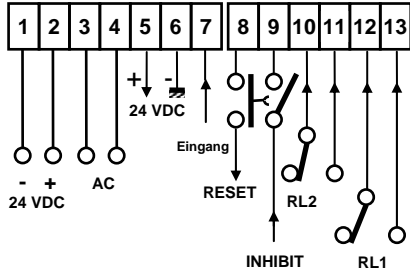 1 2 3 4 5 6 7 8 9 10 11 12 13
+ -
24 VDC
Eingang
- + AC
24 VDC
RESET
RL2
INHIBIT
RL1